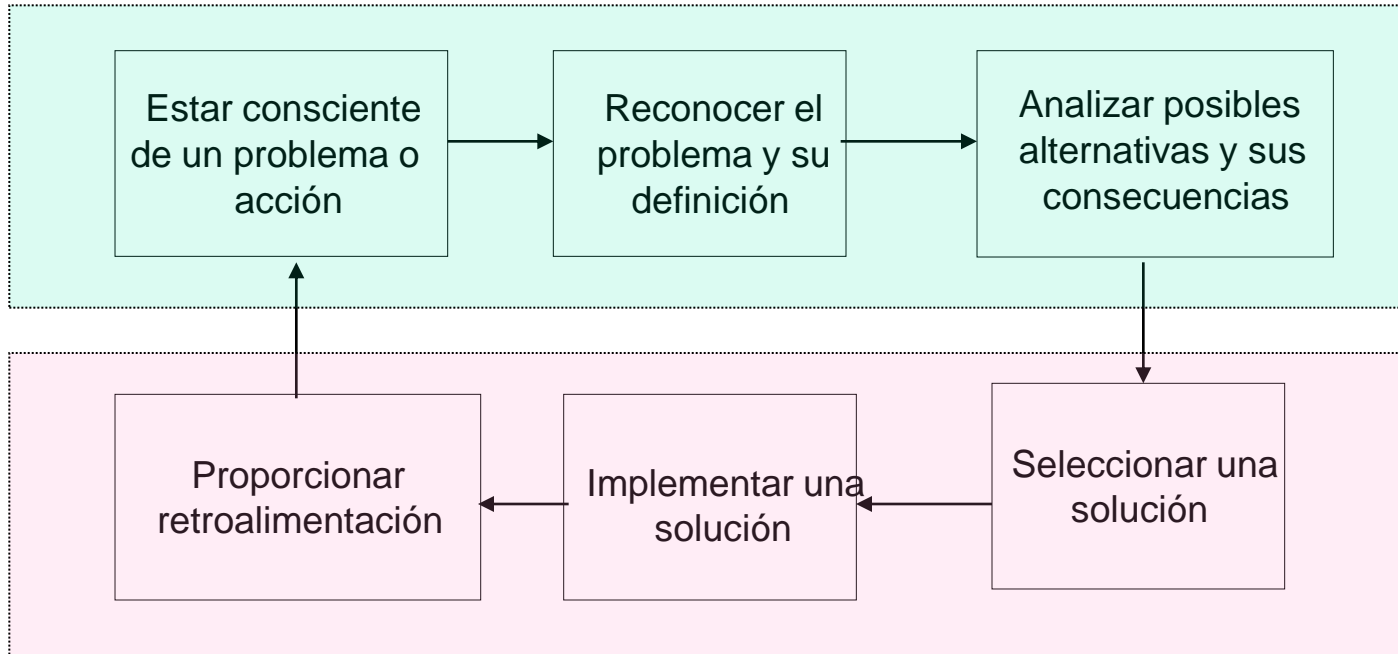 Estar consciente
de un problema o
acción
Reconocer el
problema y su
definición
Analizar posibles
alternativas y sus
consecuencias
Proporcionar
retroalimentación
Implementar una
solución
Seleccionar una
solución